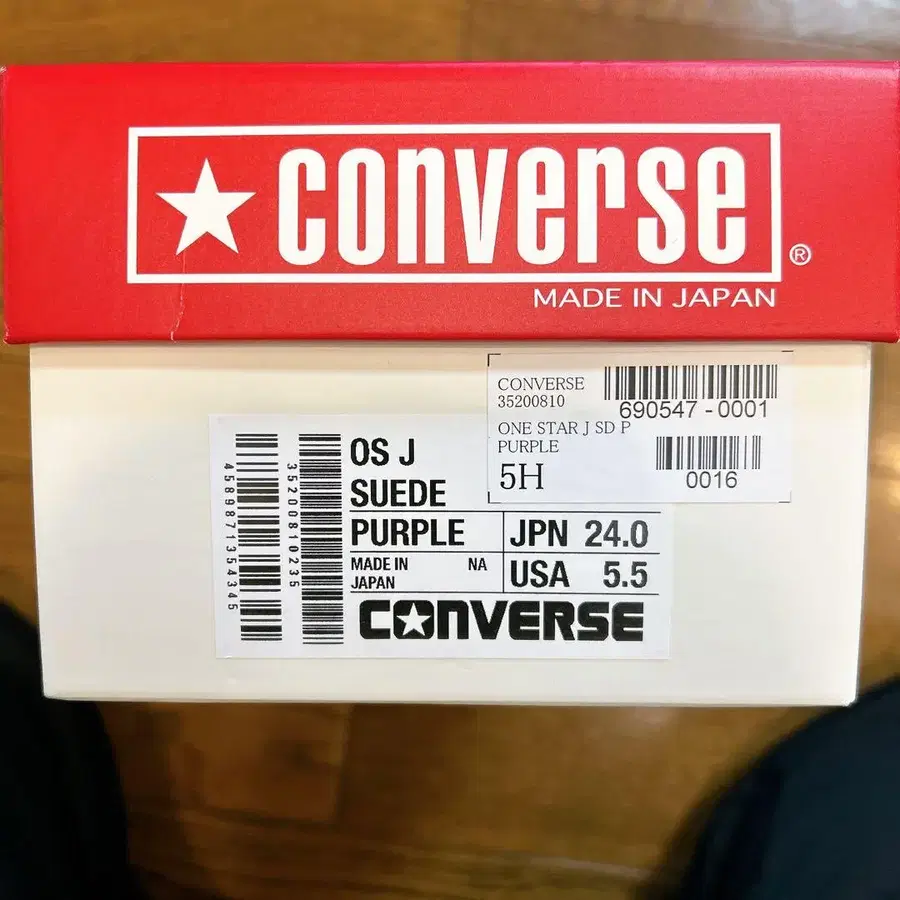 CONVERSE
®
MADE IN JAPAN
CONVERSE
35200810
690547-0001
ONE STAR J SD P
PURPLE
5H
0016
4589871354345
35200810235
OS J
SUEDE
PURPLE
JPN 24.0
MADE IN JAPAN
NA
USA 5.5
CONVERSE